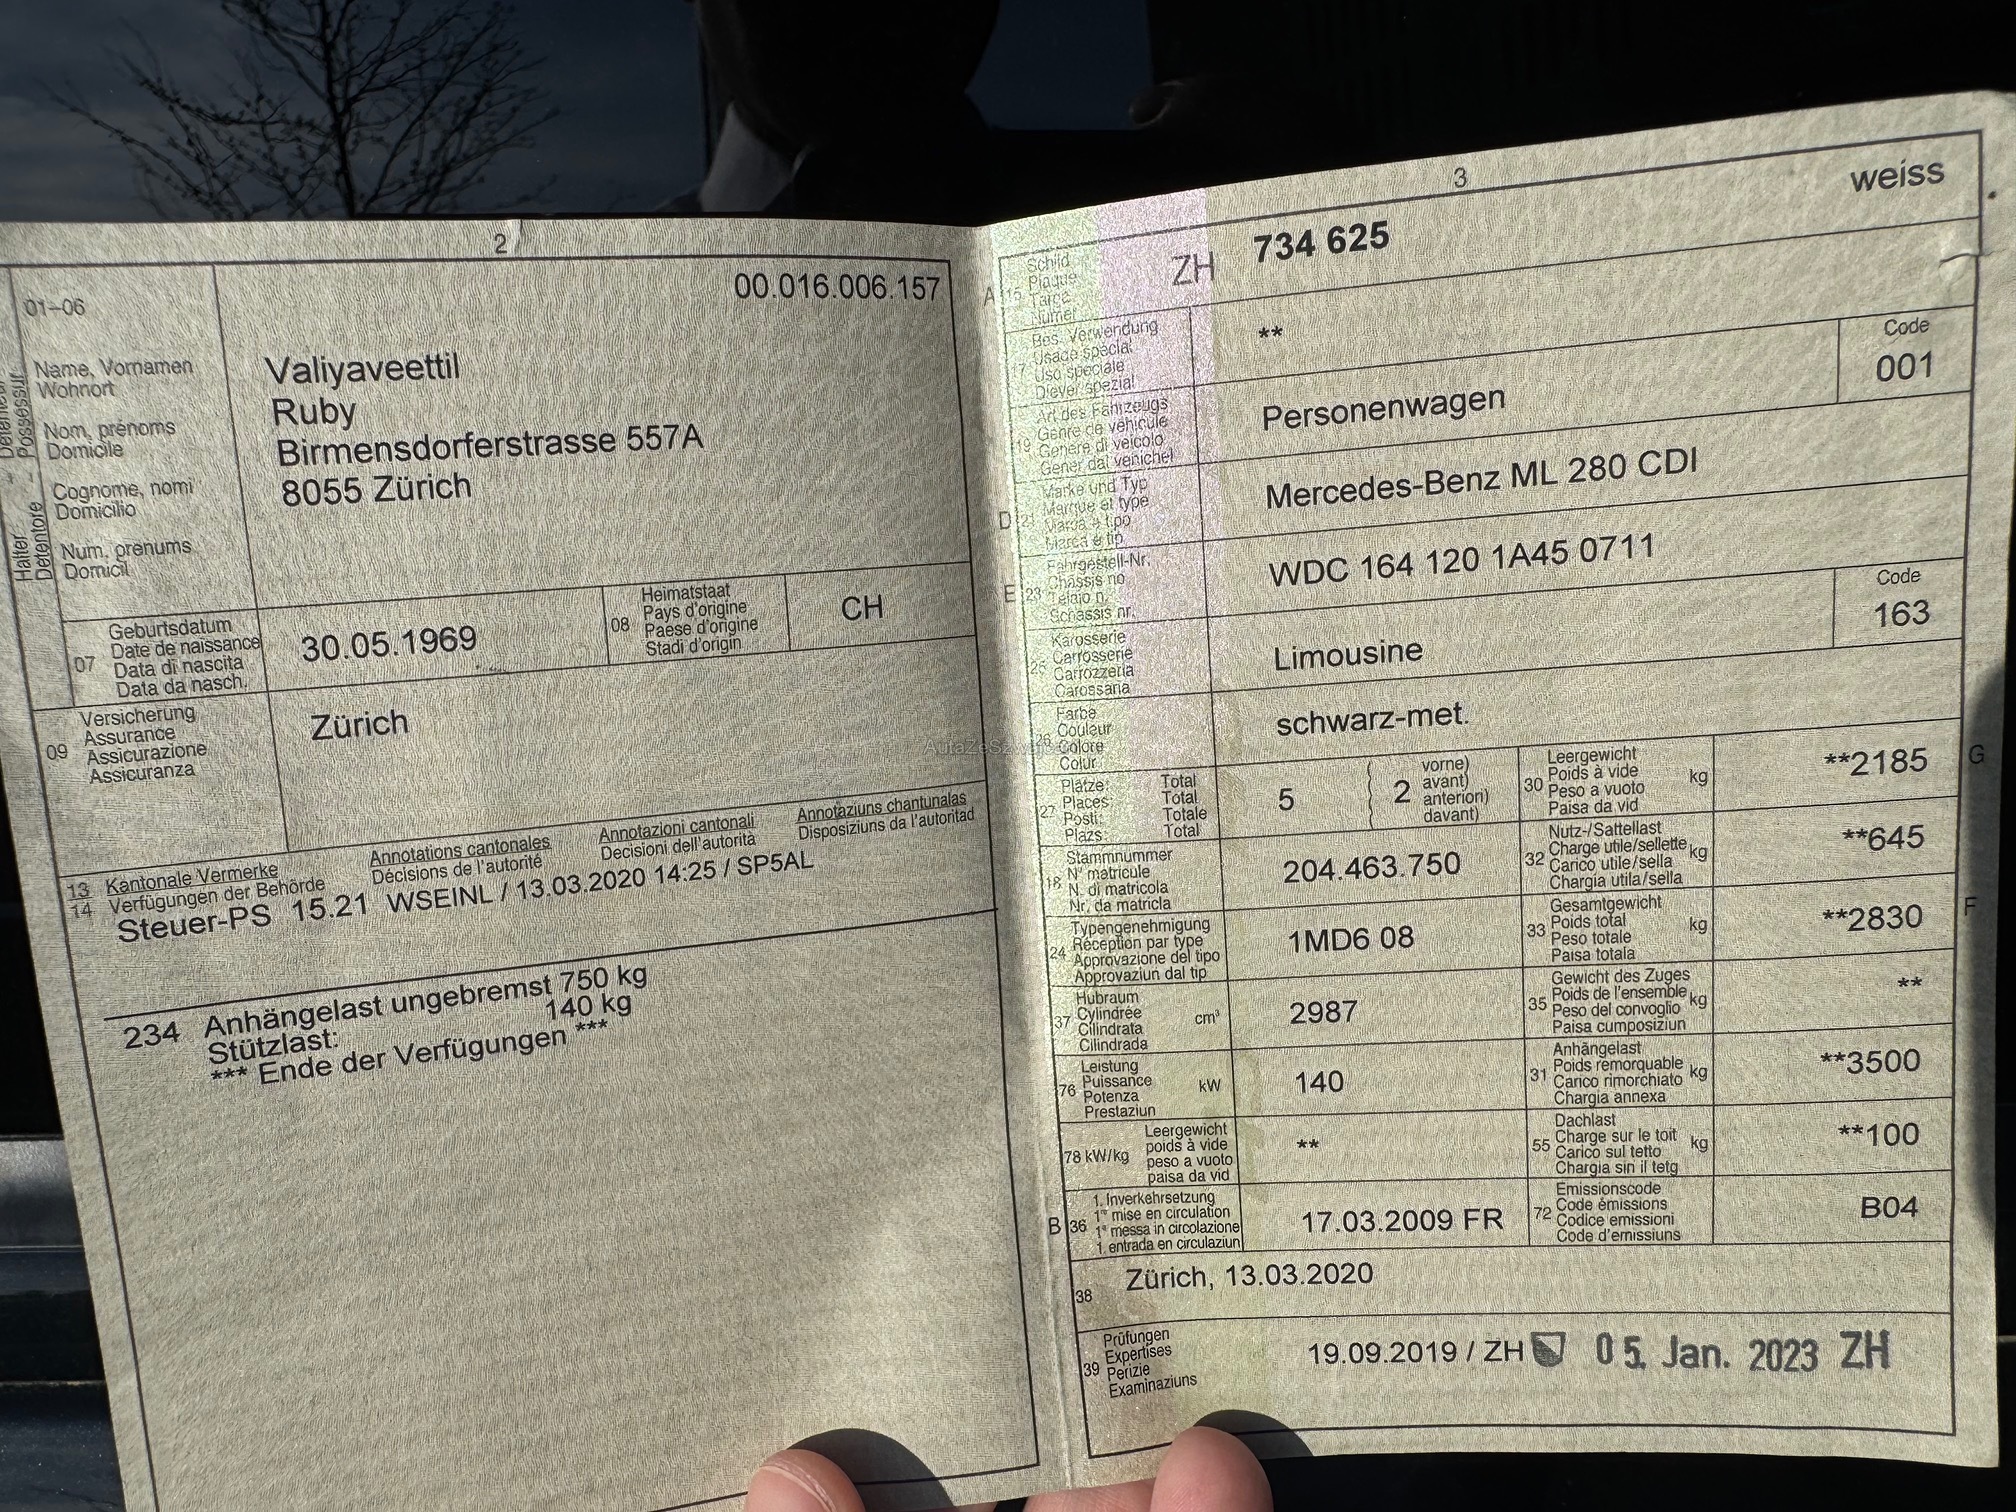 2
00.016.006.157
01–06
Halter
Detentore – Possessur
Name, Vornamen
Wohnort
Nom, prénoms
Domicile
Cognome, nomi
Domicilio
Num, prenums
Domicil
Valiyaveettil
Ruby
Birmensdorferstrasse 557A
8055 Zürich
07
Geburtsdatum
Date de naissance
Data di nascita
Data da nasch.
30.05.1969
08
Heimatstaat
Pays d'origine
Paese d'origine
Stadi d'origin
CH
09
Versicherung
Assurance
Assicurazione
Assicuranza
Zürich
13 Kantonale Vermerke
14 Verfügungen der Behörde
Annotations cantonales
Décisions de l'autorité
Annotazioni cantonali
Decisioni dell'autorità
Annotaziuns chantunalas
Disposiziuns da l'autoritad
Steuer-PS 15.21 WSEINL / 13.03.2020 14:25 / SP5AL
234 Anhängelast ungebremst 750 kg
Stützlast: 140 kg
*** Ende der Verfügungen ***
3
weiss
A 15
Schild
Plaque
Targa
Numer
ZH 734 625
17
Bes. Verwendung
Usage spécial
Uso speciale
Diever spezial
**
19
Art des Fahrzeugs
Genre de véhicule
Genere di veicolo
Gener dal vehichel
Personenwagen
Code
001
D 21
Marke und Typ
Marque et type
Marca e tipo
Marca e tip
Mercedes-Benz ML 280 CDI
E 23
Fahrgestell-Nr.
Châssis no
Telaio n.
Schassis nr.
WDC 164 120 1A45 0711
25
Karosserie
Carrosserie
Carrozzeria
Carossaria
Limousine
Code
163
26
Farbe
Couleur
Colore
Colur
schwarz-met.
27
Plätze: Total
Places: Total
Posti: Totale
Plazs: Total
5
2
vorne)
avant)
anteriori)
davant)
30
Leergewicht
Poids à vide
Peso a vuoto
Paisa da vid
kg
**2185
G
18
Stammnummer
N° matricule
N. di matricola
Nr. da matricla
204.463.750
32
Nutz-/Sattellast
Charge utile/sellette
Carico utile/sella
Chargia utila/sella
kg
**645
24
Typengenehmigung
Réception par type
Approvazione del tipo
Approvaziun dal tip
1MD6 08
33
Gesamtgewicht
Poids total
Peso totale
Paisa totala
kg
**2830
F
37
Hubraum
Cylindrée
Cilindrata
Cilindrada
cm³
2987
35
Gewicht des Zuges
Poids de l'ensemble
Peso del convoglio
Paisa cumposiziun
kg
**
76
Leistung
Puissance
Potenza
Prestaziun
kW
140
31
Anhängelast
Poids remorquable
Carico rimorchiato
Chargia annexa
kg
**3500
78 kW/kg
Leergewicht
poids à vide
peso a vuoto
paisa da vid
**
55
Dachlast
Charge sur le toit
Carico sul tetto
Chargia sin il tetg
kg
**100
B 36
1. Inverkehrsetzung
1re mise en circulation
1a messa in circolazione
1. entrada en circulaziun
17.03.2009 FR
72
Emissionscode
Code émissions
Codice emissioni
Code d'emissiuns
B04
38
Zürich, 13.03.2020
39
Prüfungen
Expertises
Perizie
Examinaziuns
19.09.2019 / ZH
05. Jan. 2023 ZH